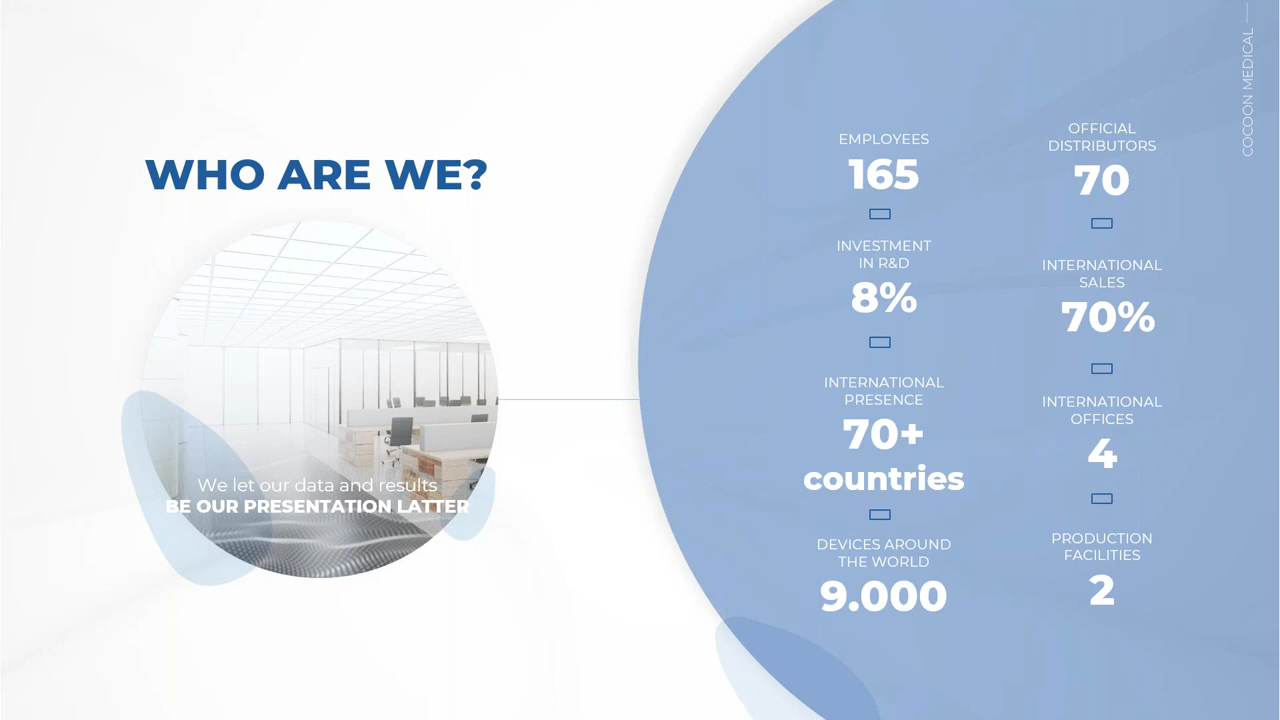 WHO ARE WE?
We let our data and results
BE OUR PRESENTATION LATTER
EMPLOYEES
165
INVESTMENT
IN R&D
8%
INTERNATIONAL
PRESENCE
70+
countries
DEVICES AROUND
THE WORLD
9.000
OFFICIAL
DISTRIBUTORS
70
INTERNATIONAL
SALES
70%
INTERNATIONAL
OFFICES
4
PRODUCTION
FACILITIES
2
COCOON MEDICAL